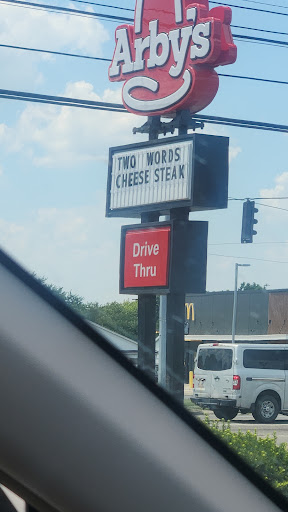 Arby's
TWO WORDS
CHEESE STEAK
Drive
Thru